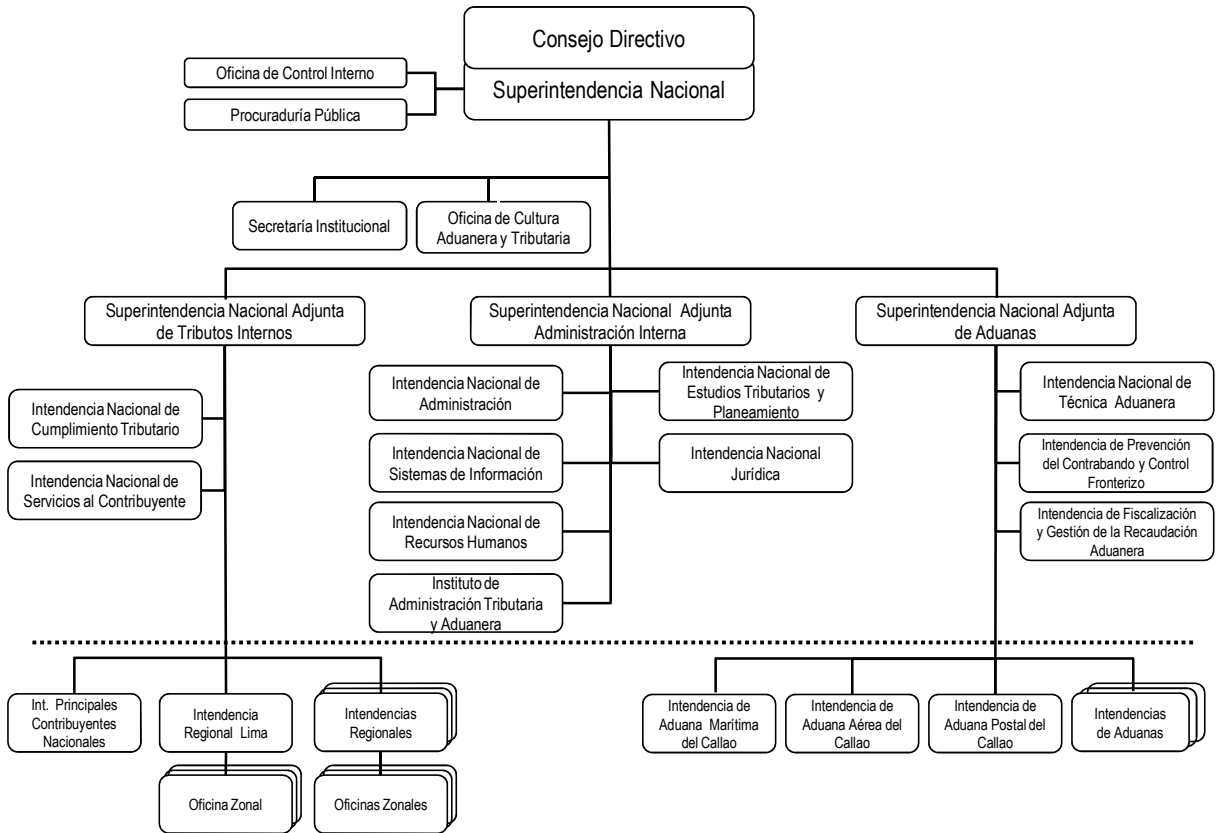 Consejo Directivo
Superintendencia Nacional
Oficina de Control Interno
Procuraduría Pública
Secretaría Institucional
Oficina de Cultura
Aduanera y Tributaria
Superintendencia Nacional Adjunta
de Tributos Internos
Superintendencia Nacional Adjunta
Administración Interna
Superintendencia Nacional Adjunta
de Aduanas
Intendencia Nacional de
Cumplimiento Tributario
Intendencia Nacional de
Servicios al Contribuyente
Intendencia Nacional de
Administración
Intendencia Nacional de
Estudios Tributarios y
Planeamiento
Intendencia Nacional de
Sistemas de Información
Intendencia Nacional
Jurídica
Intendencia Nacional de
Recursos Humanos
Instituto de
Administración Tributaria
y Aduanera
Intendencia Nacional de
Técnica Aduanera
Intendencia de Prevención
del Contrabando y Control
Fronterizo
Intendencia de Fiscalización
y Gestión de la Recaudación
Aduanera
Int. Principales
Contribuyentes
Nacionales
Intendencia
Regional Lima
Intendencias
Regionales
Oficina Zonal
Oficinas Zonales
Intendencia de
Aduana Marítima
del Callao
Intendencia de
Aduana Aérea del
Callao
Intendencia de
Aduana Postal del
Callao
Intendencias
de Aduanas